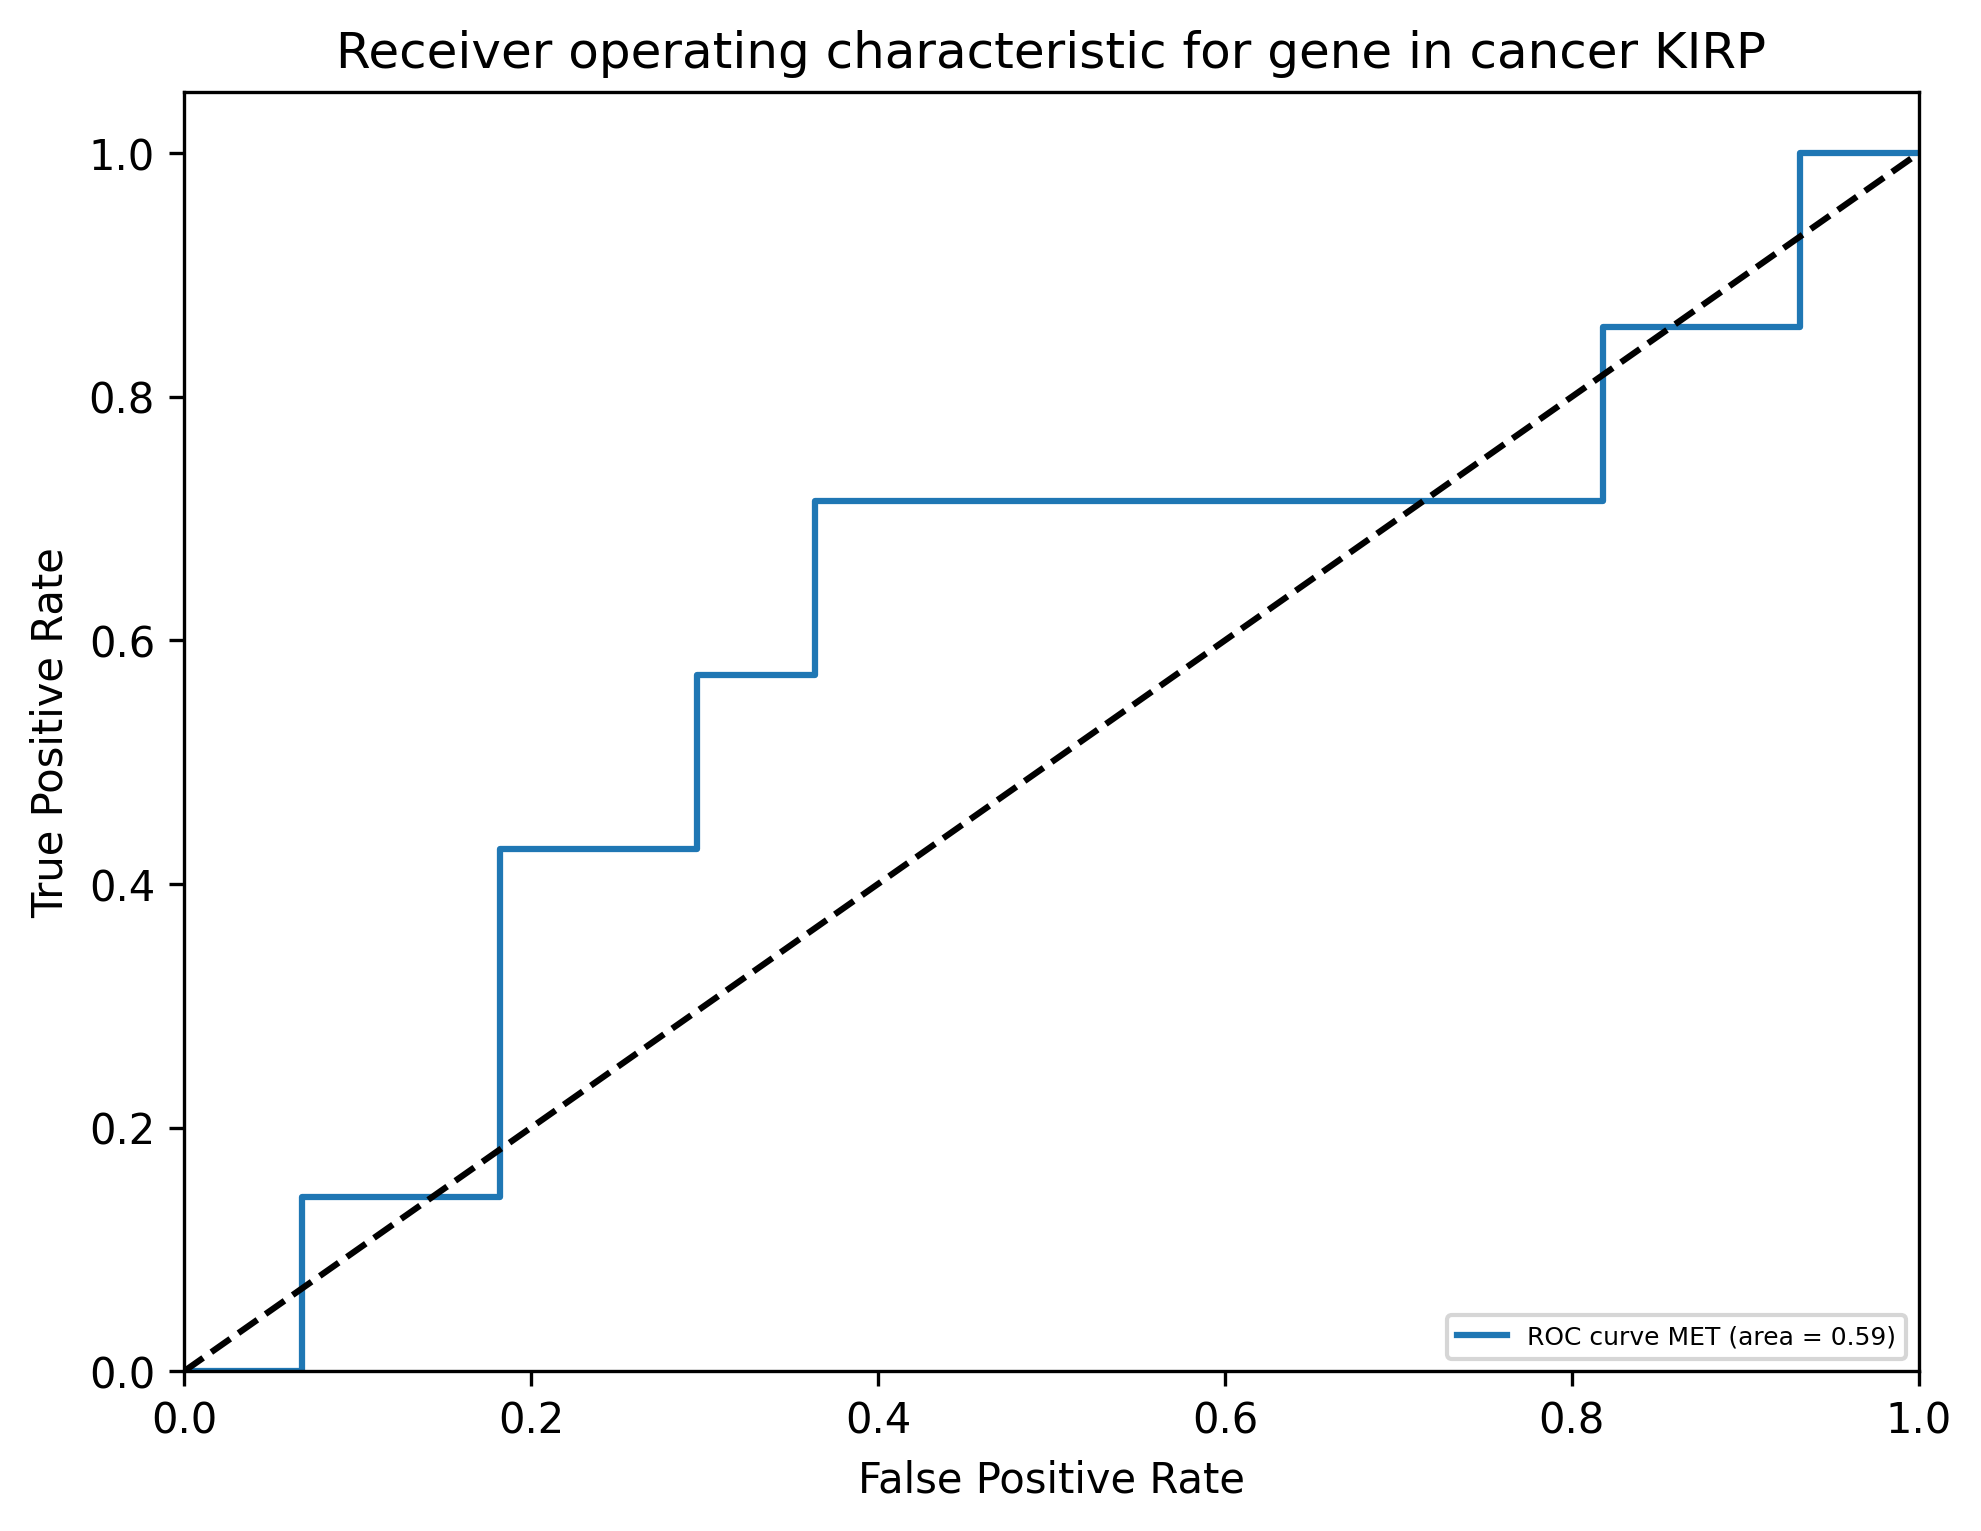 Receiver operating characteristic for gene in cancer KIRP
1.0
0.8
0.6
0.4
0.2
0.0
True Positive Rate
ROC curve MET (area = 0.59)
0.0 0.2 0.4 0.6 0.8 1.0
False Positive Rate